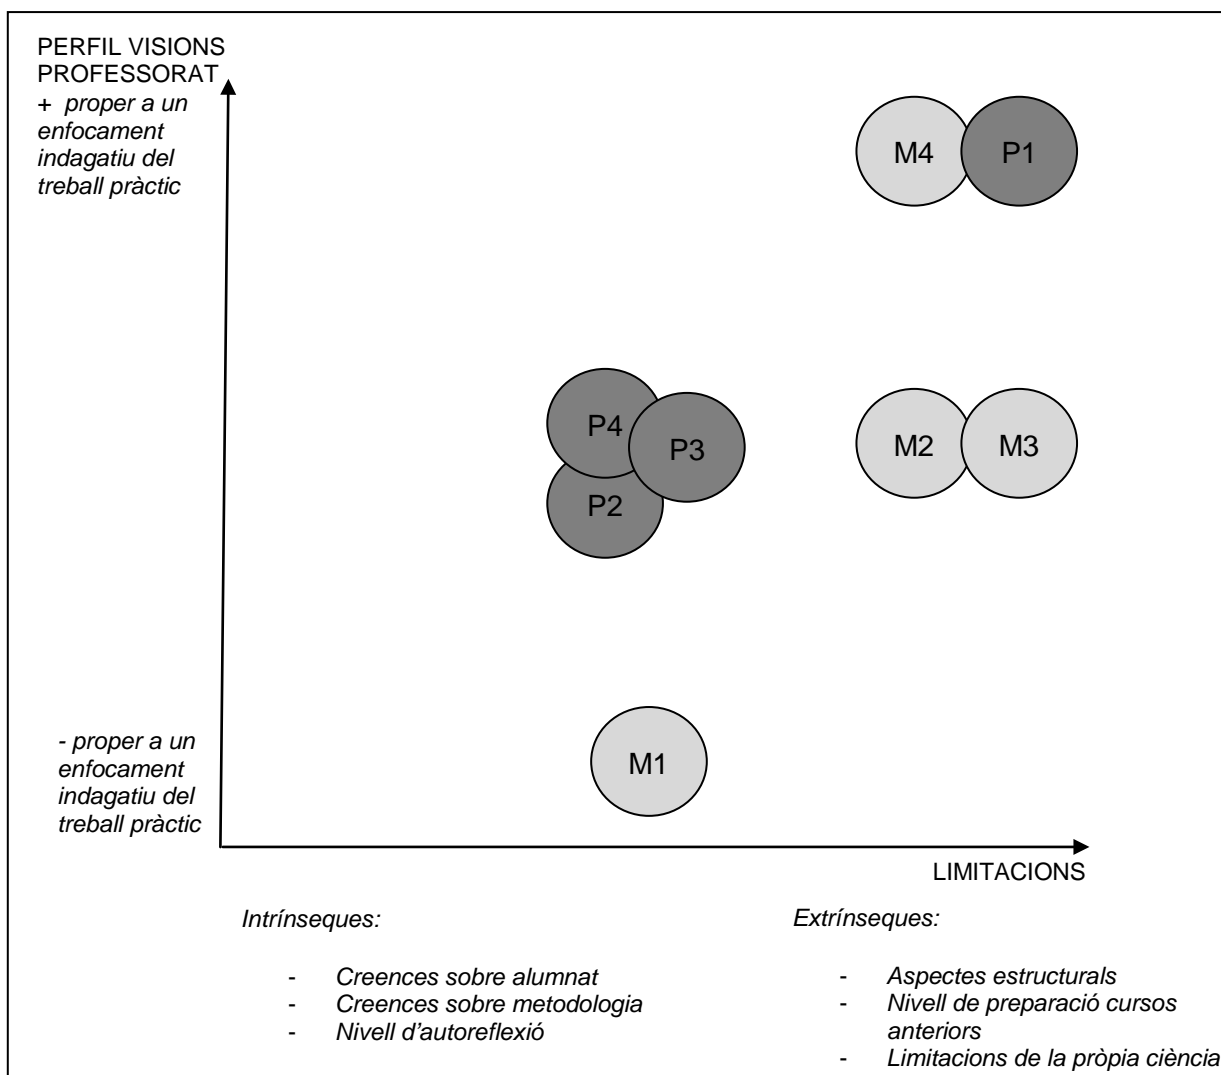 PERFIL VISIONS
PROFESSORAT
+ proper a un
enfocament
indagatiu del
treball pràctic
M4
P1
P4
P3
P2
M2
M3
M1
- proper a un
enfocament
indagatiu del
treball pràctic
LIMITACIONS
Intrínseques:
- Creences sobre alumnat
- Creences sobre metodologia
- Nivell d'autoreflexió
Extrínseques:
- Aspectes estructurals
- Nivell de preparació cursos
anteriors
- Limitacions de la pròpia ciència